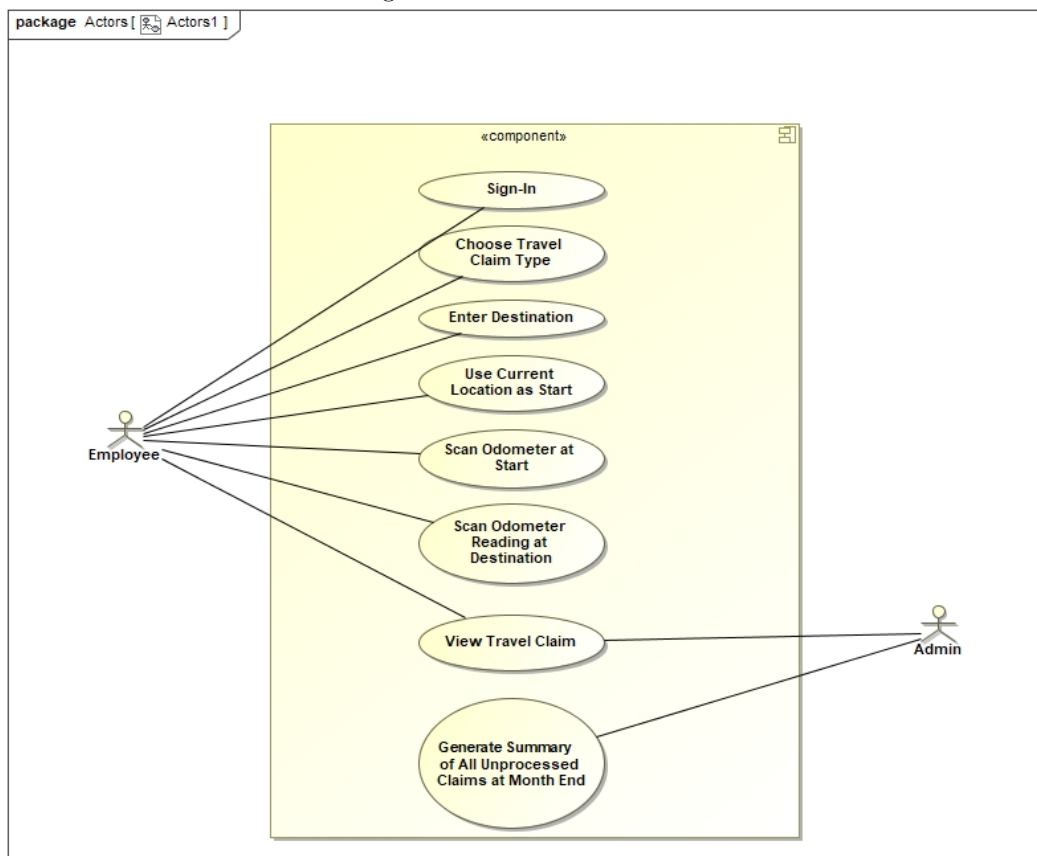 package Actors [ Actors1 ]
«component»
Sign-In
Choose Travel
Claim Type
Enter Destination
Use Current
Location as Start
Employee
Scan Odometer at
Start
Scan Odometer
Reading at
Destination
View Travel Claim
Admin
Generate Summary
of All Unprocessed
Claims at Month End